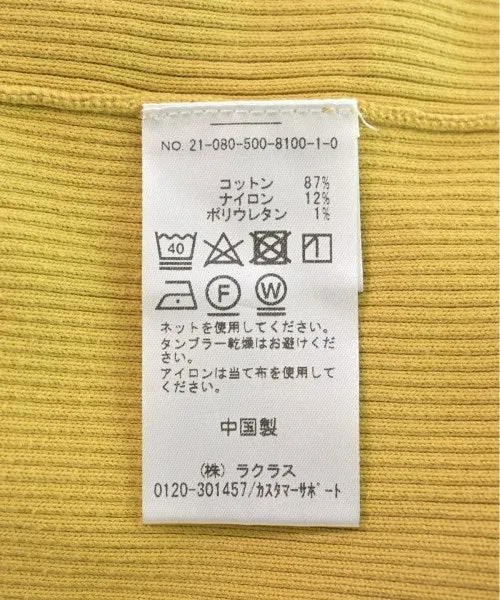 NO. 21-080-500-8100-1-0
コットン 87%
ナイロン 12%
ポリウレタン 1%
40
F W
ネットを使用してください。
タンブラー乾燥はお避けくだ
さい。
アイロンは当て布を使用して
ください。
中国製
(株) ラクラス
0120-301457/カスタマーサポート